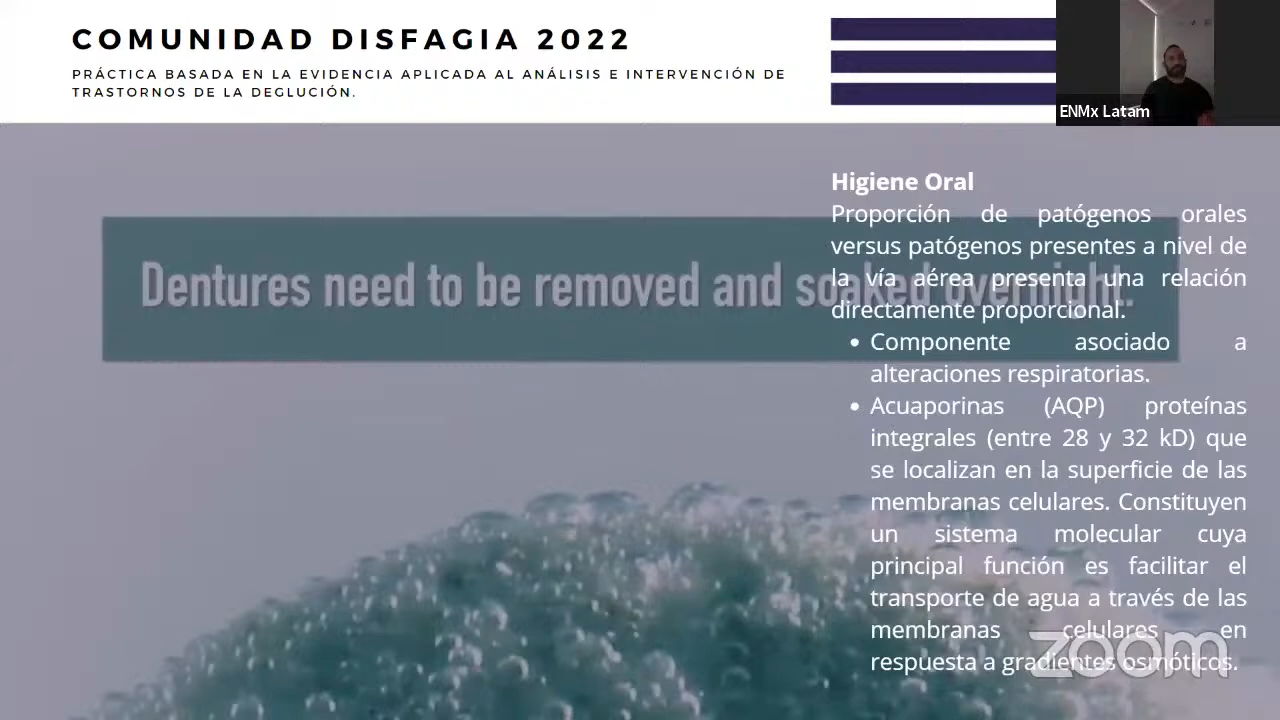 COMUNIDAD DISFAGIA 2022
PRÁCTICA BASADA EN LA EVIDENCIA APLICADA AL ANÁLISIS E INTERVENCIÓN DE
TRASTORNOS DE LA DEGLUCIÓN.
ENMx Latam
Dentures need to be removed and soaked overnight.
Higiene Oral
Proporción de patógenos orales
versus patógenos presentes a nivel de
la vía aérea presenta una relación
directamente proporcional.
• Componente asociado a
alteraciones respiratorias.
• Acuaporinas (AQP) proteínas
integrales (entre 28 y 32 kD) que
se localizan en la superficie de las
membranas celulares. Constituyen
un sistema molecular cuya
principal función es facilitar el
transporte de agua a través de las
membranas celulares en
respuesta a gradientes osmóticos.
zoom